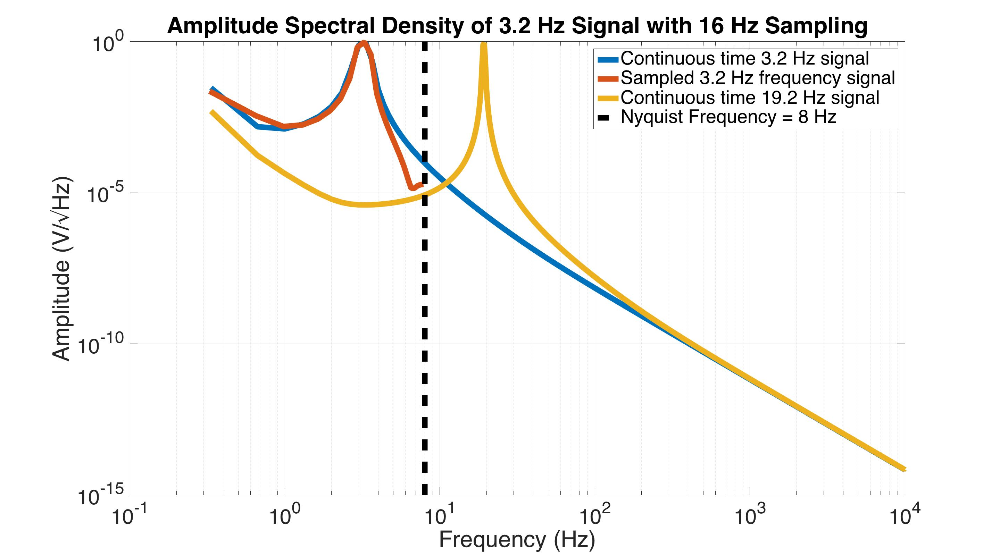 Amplitude Spectral Density of 3.2 Hz Signal with 16 Hz Sampling
10^0
10^-5
10^-10
10^-15
Amplitude (V/√Hz)
Continuous time 3.2 Hz signal
Sampled 3.2 Hz frequency signal
Continuous time 19.2 Hz signal
Nyquist Frequency = 8 Hz
10^-1 10^0 10^1 10^2 10^3 10^4
Frequency (Hz)